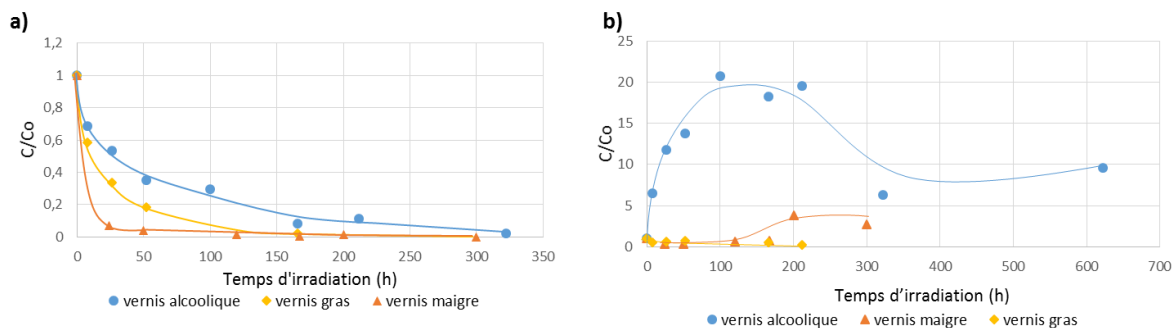 a)
C/Co
1,2
1
0,8
0,6
0,4
0,2
0
0 50 100 150 200 250 300 350
Temps d'irradiation (h)
vernis alcoolique vernis gras vernis maigre
b)
C/Co
25
20
15
10
5
0
0 100 200 300 400 500 600 700
Temps d’irradiation (h)
vernis alcoolique vernis maigre vernis gras